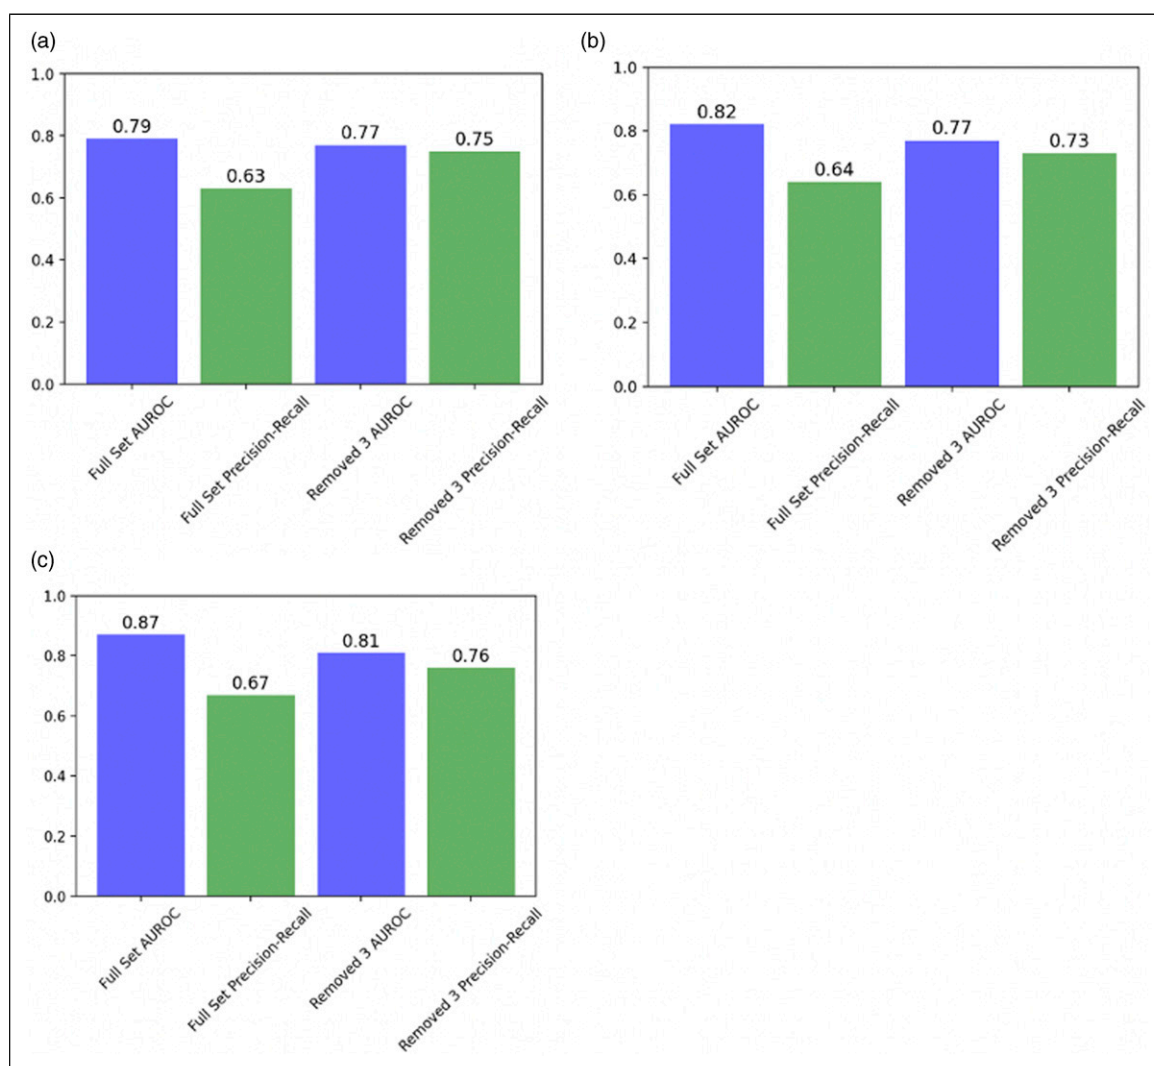 (a)
1.0
0.8
0.6
0.4
0.2
0.0
0.79
0.63
0.77
0.75
Full Set AUROC
Full Set Precision-Recall
Removed 3 AUROC
Removed 3 Precision-Recall
(b)
1.0
0.8
0.6
0.4
0.2
0.0
0.82
0.64
0.77
0.73
Full Set AUROC
Full Set Precision-Recall
Removed 3 AUROC
Removed 3 Precision-Recall
(c)
1.0
0.8
0.6
0.4
0.2
0.0
0.87
0.67
0.81
0.76
Full Set AUROC
Full Set Precision-Recall
Removed 3 AUROC
Removed 3 Precision-Recall